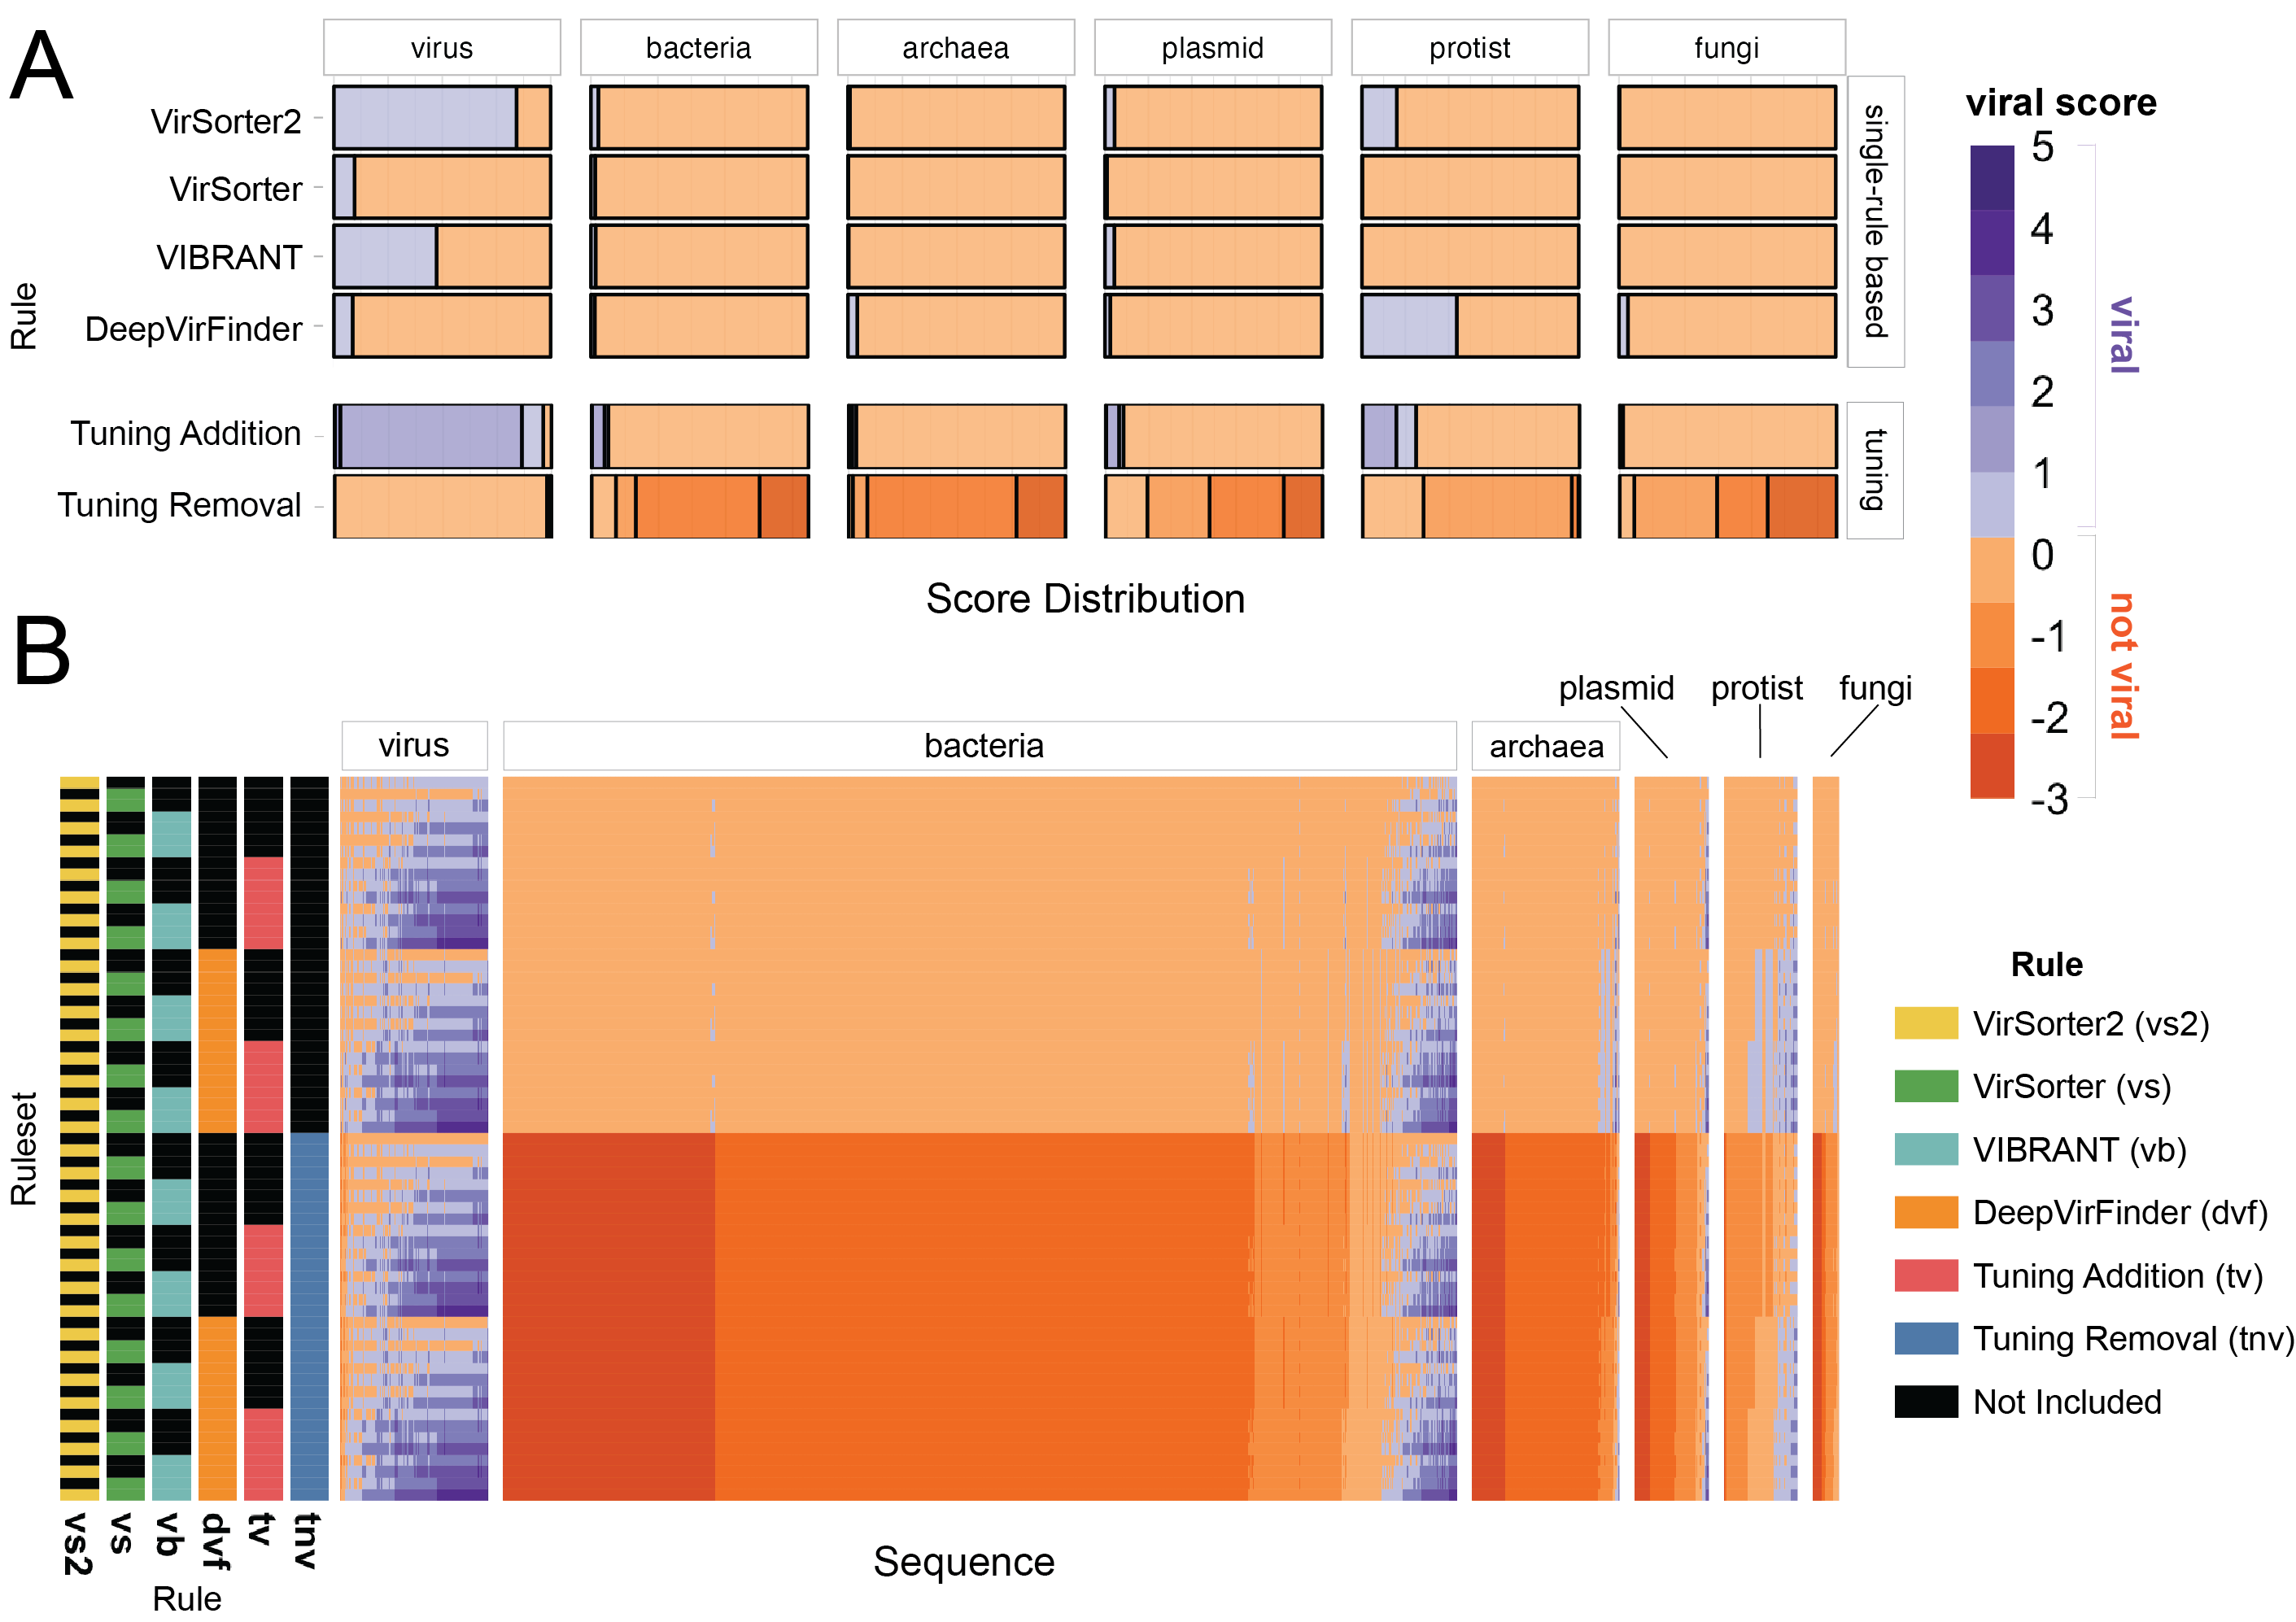 A
virus
bacteria
archaea
plasmid
protist
fungi
Rule
VirSorter2
VirSorter
VIBRANT
DeepVirFinder
Tuning Addition
Tuning Removal
single-rule based
tuning
Score Distribution
viral score
5
4
3
2
1
0
-1
-2
-3
viral
not viral
B
plasmid
protist
fungi
virus
bacteria
archaea
Ruleset
vs2
vs
vb
dvf
tv
tnv
Rule
Sequence
Rule
VirSorter2 (vs2)
VirSorter (vs)
VIBRANT (vb)
DeepVirFinder (dvf)
Tuning Addition (tv)
Tuning Removal (tnv)
Not Included